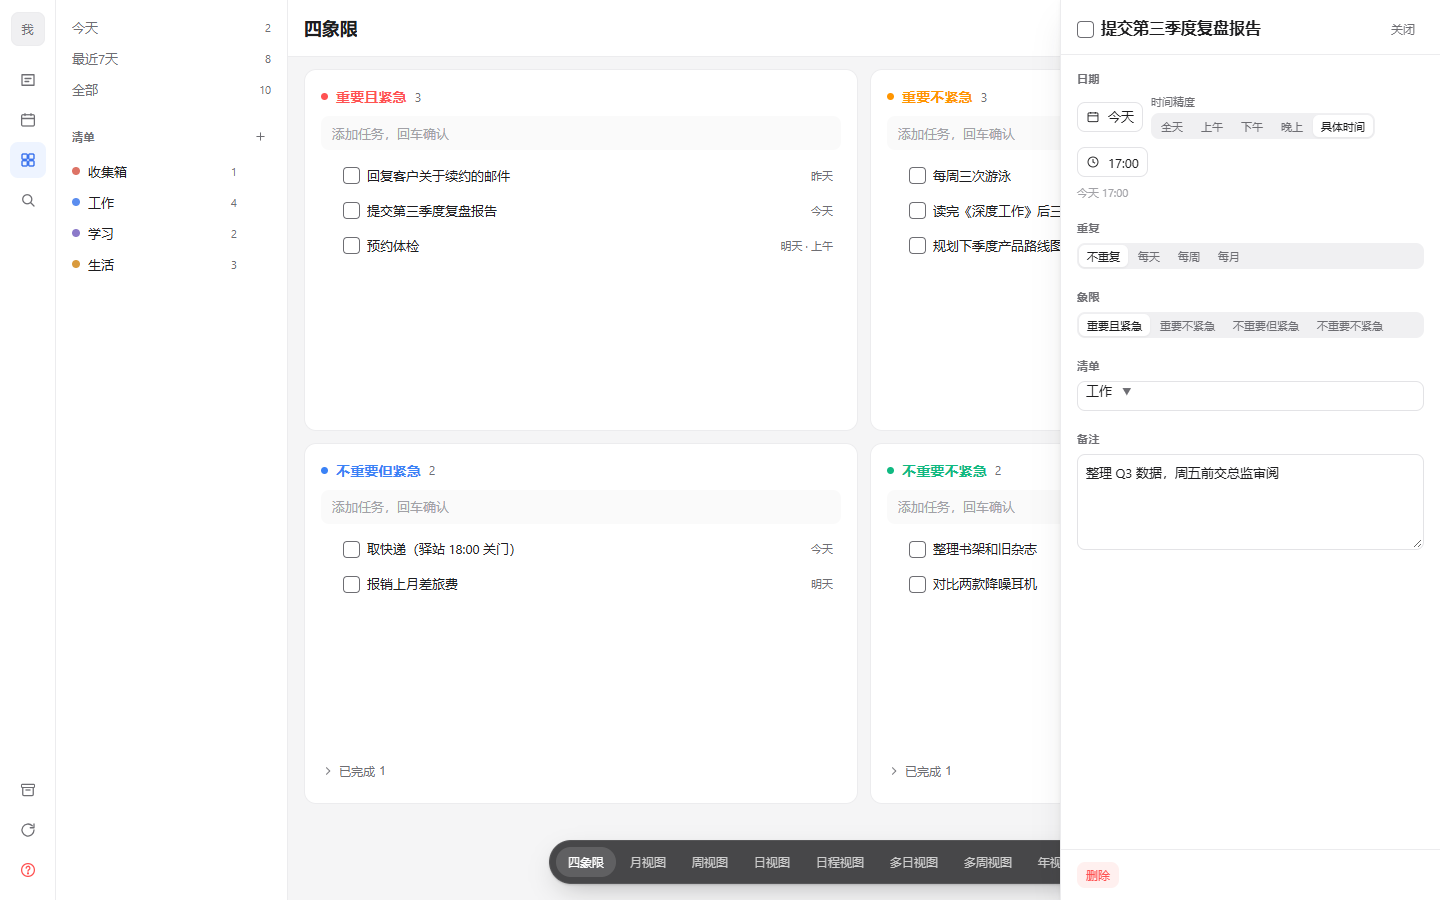 我
今天 2
最近7天 8
全部 10
清单
收集箱 1
工作 4
学习 2
生活 3
四象限
重要且紧急 3
添加任务，回车确认
回复客户关于续约的邮件 昨天
提交第三季度复盘报告 今天
预约体检 明天 · 上午
重要不紧急 3
添加任务，回车确认
每周三次游泳
读完《深度工作》后三
规划下季度产品路线图
不重要但紧急 2
添加任务，回车确认
取快递（驿站 18:00 关门） 今天
报销上月差旅费 明天
已完成 1
不重要不紧急 2
添加任务，回车确认
整理书架和旧杂志
对比两款降噪耳机
已完成 1
四象限 月视图 周视图 日视图 日程视图 多日视图 多周视图 年视
提交第三季度复盘报告 关闭
日期
今天
时间精度
全天 上午 下午 晚上 具体时间
17:00
今天 17:00
重复
不重复 每天 每周 每月
象限
重要且紧急 重要不紧急 不重要但紧急 不重要不紧急
清单
工作
备注
整理 Q3 数据，周五前交总监审阅
删除